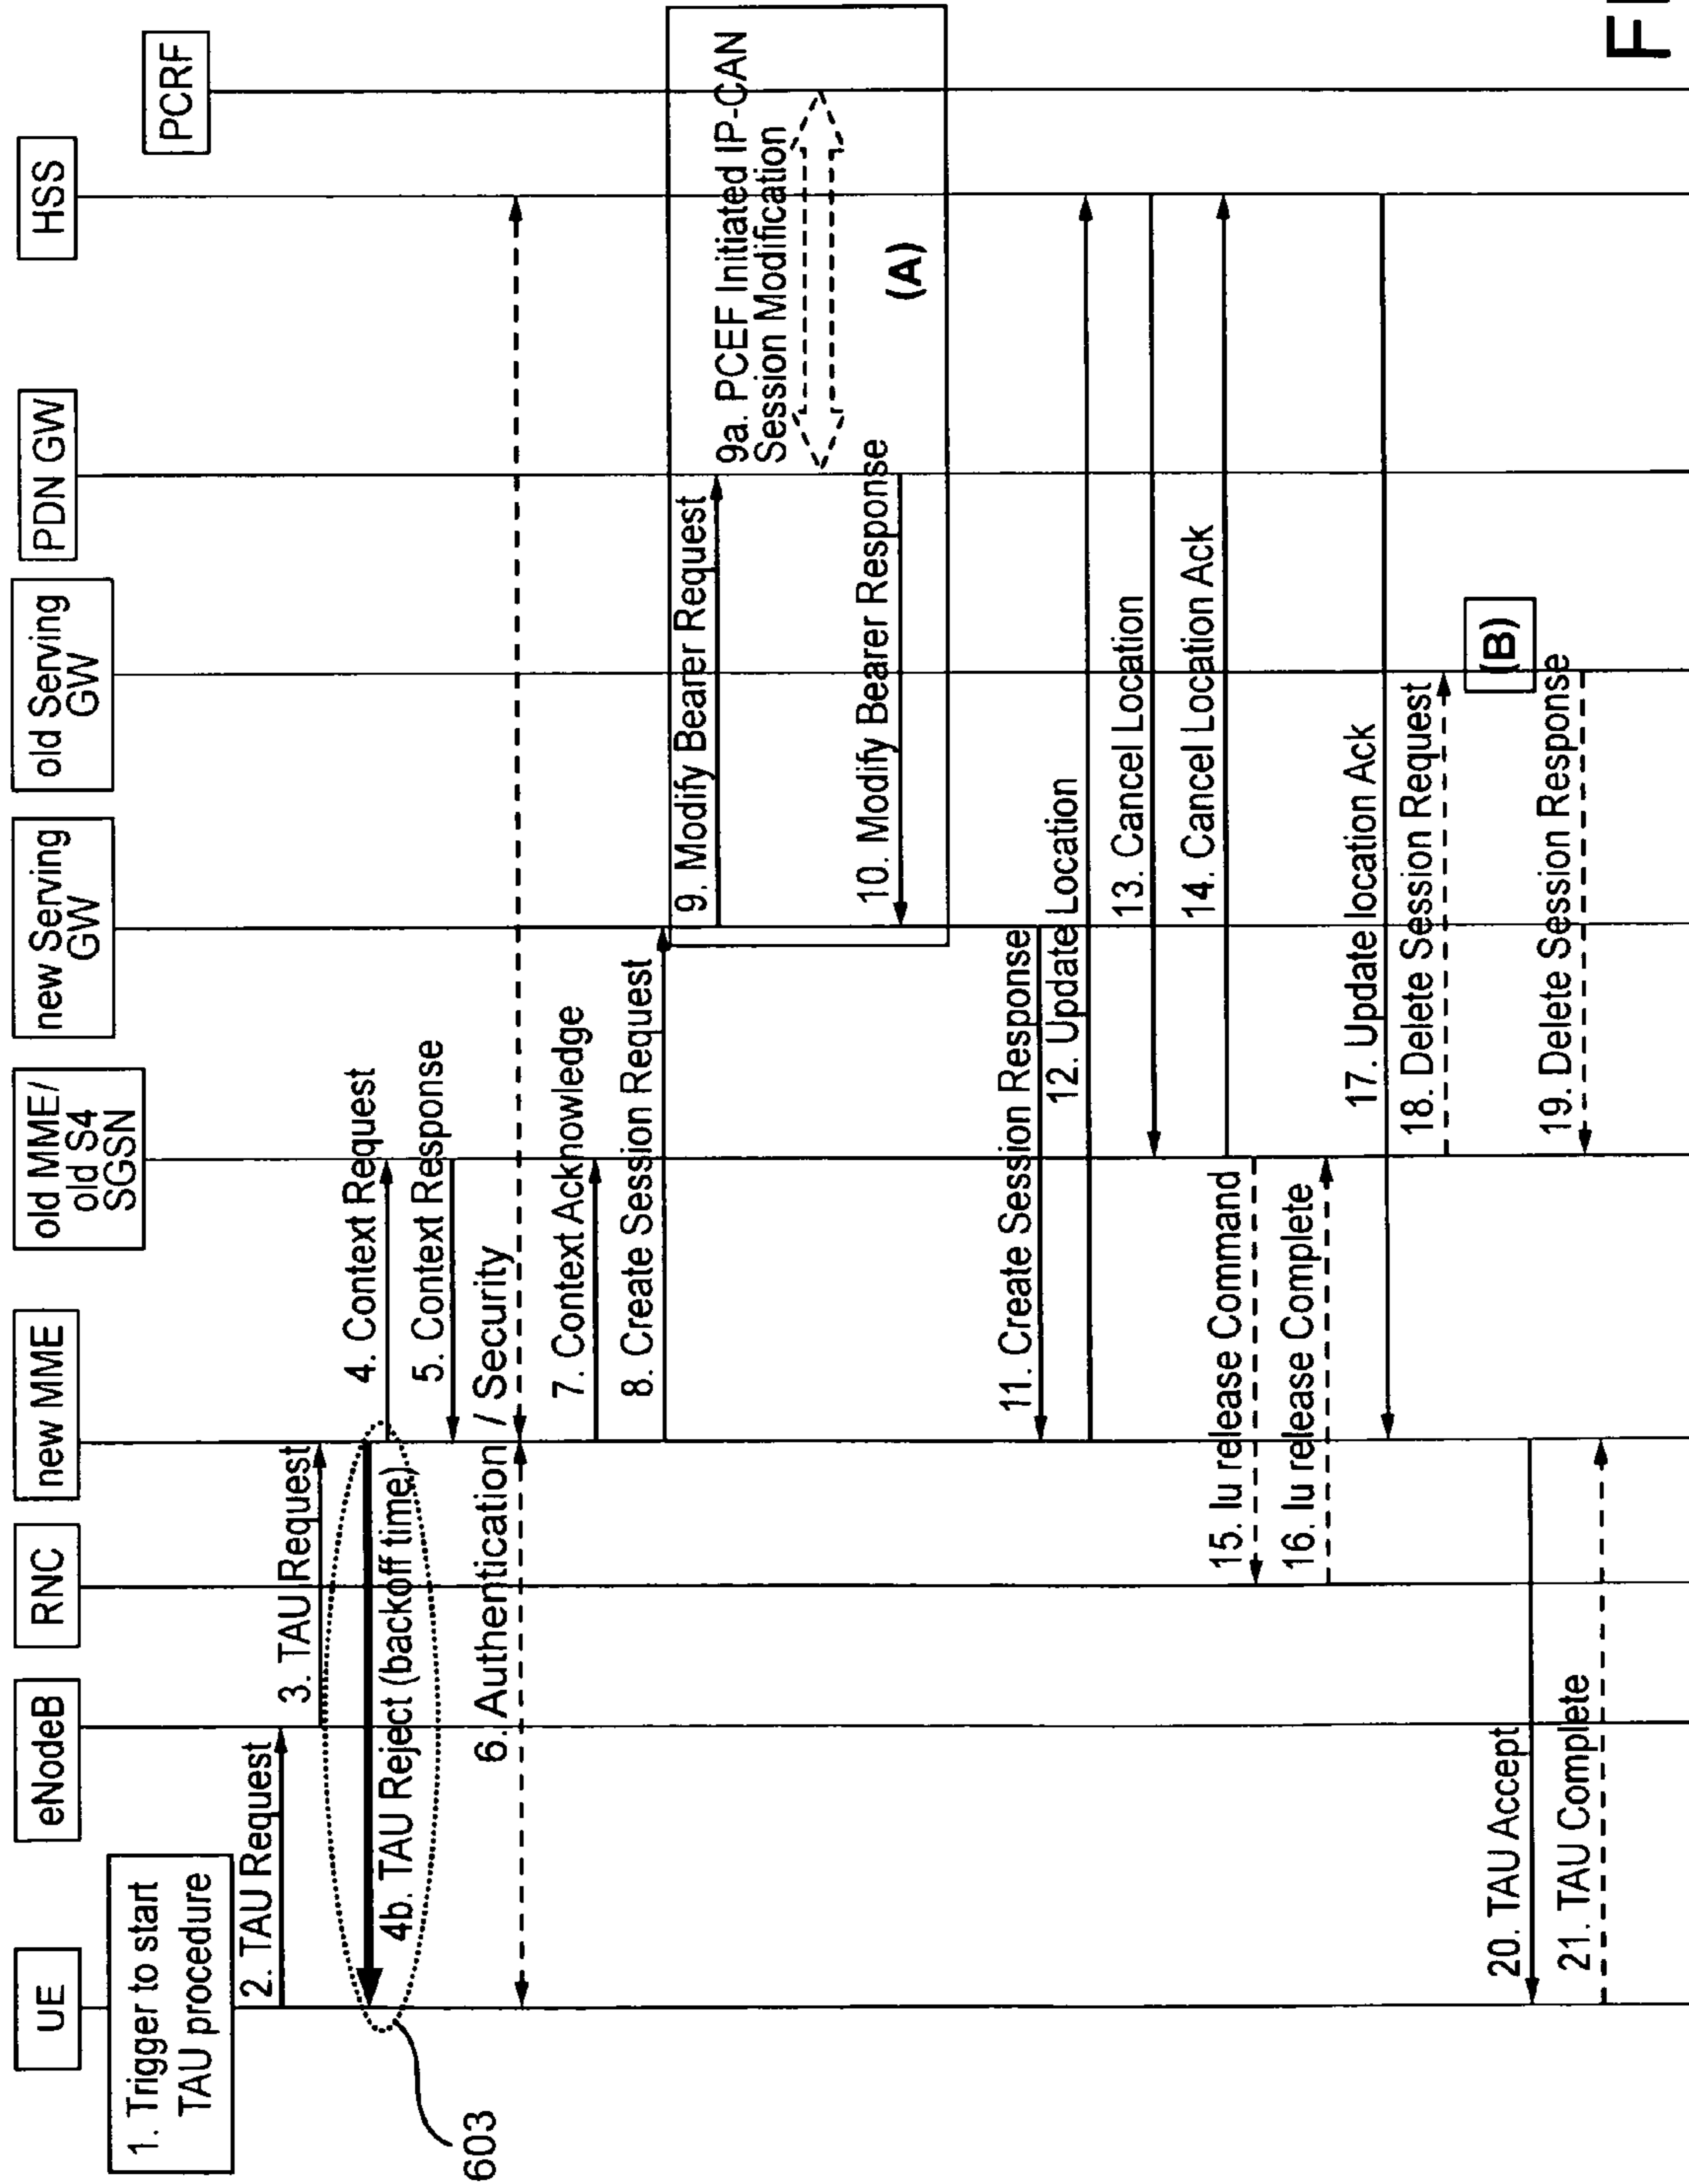 UE
eNodeB
RNC
new MME
old MME/
old S4
SGSN
new Serving
GW
old Serving
GW
PDN GW
HSS
PCRF
1. Trigger to start
TAU procedure
2. TAU Request
3. TAU Request
4. Context Request
4b. TAU Reject (backoff time)
603
5. Context Response
6. Authentication / Security
7. Context Acknowledge
8. Create Session Request
9. Modify Bearer Request
9a. PCEF Initiated IP-CAN
Session Modification
10. Modify Bearer Response
(A)
11. Create Session Response
12. Update Location
13. Cancel Location
14. Cancel Location Ack
15. Iu release Command
16. Iu release Complete
17. Update location Ack
18. Delete Session Request
(B)
19. Delete Session Response
20. TAU Accept
21. TAU Complete